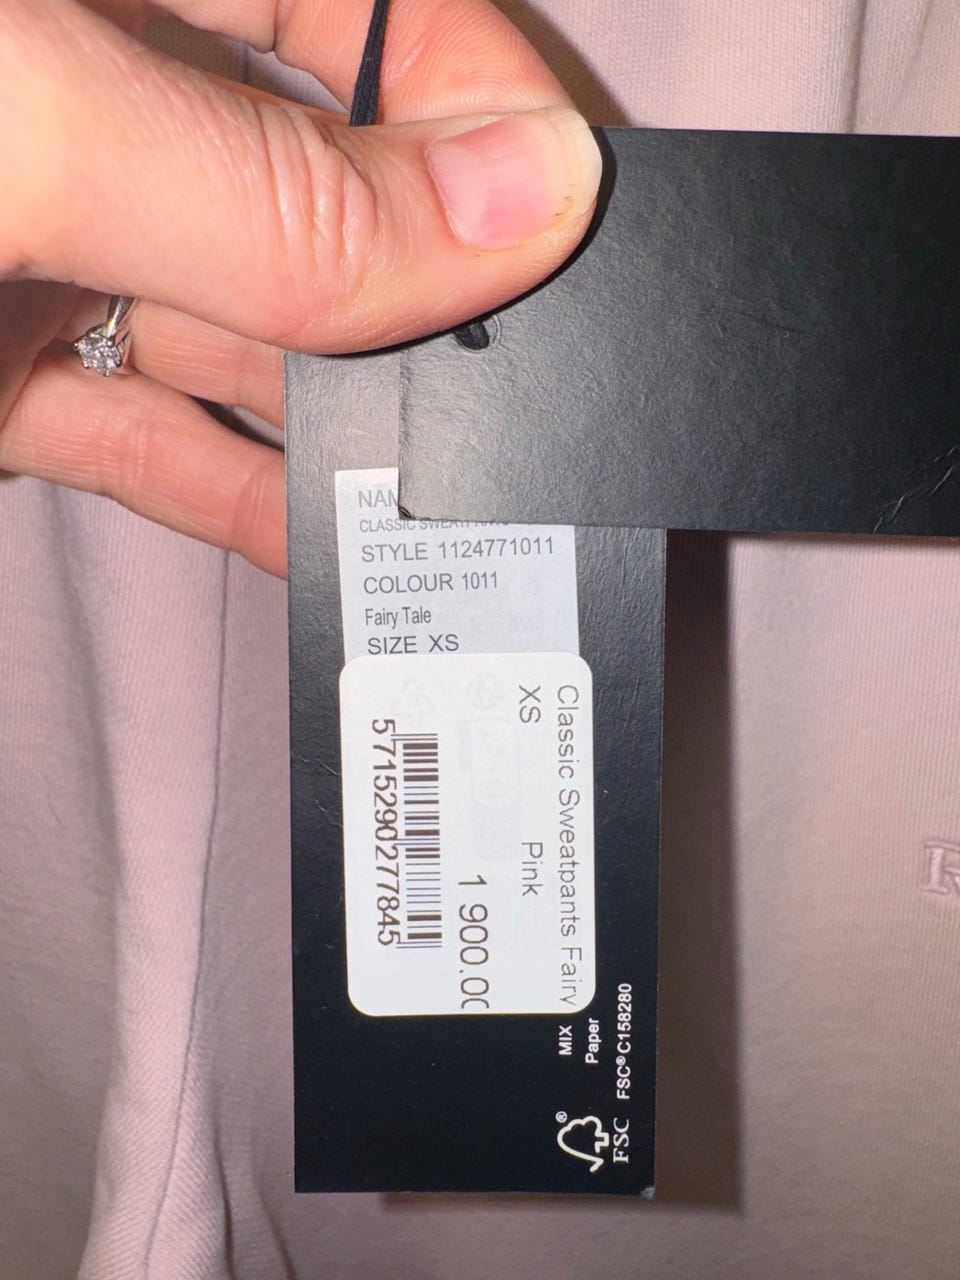 CLASSIC
STYLE 1124771011
COLOUR 1011
Fairy Tale
SIZE XS
Classic Sweatpants Fairy
XS Pink
1 900.00
5715290277845
MIX
Paper
FSC® C158280
FSC
R